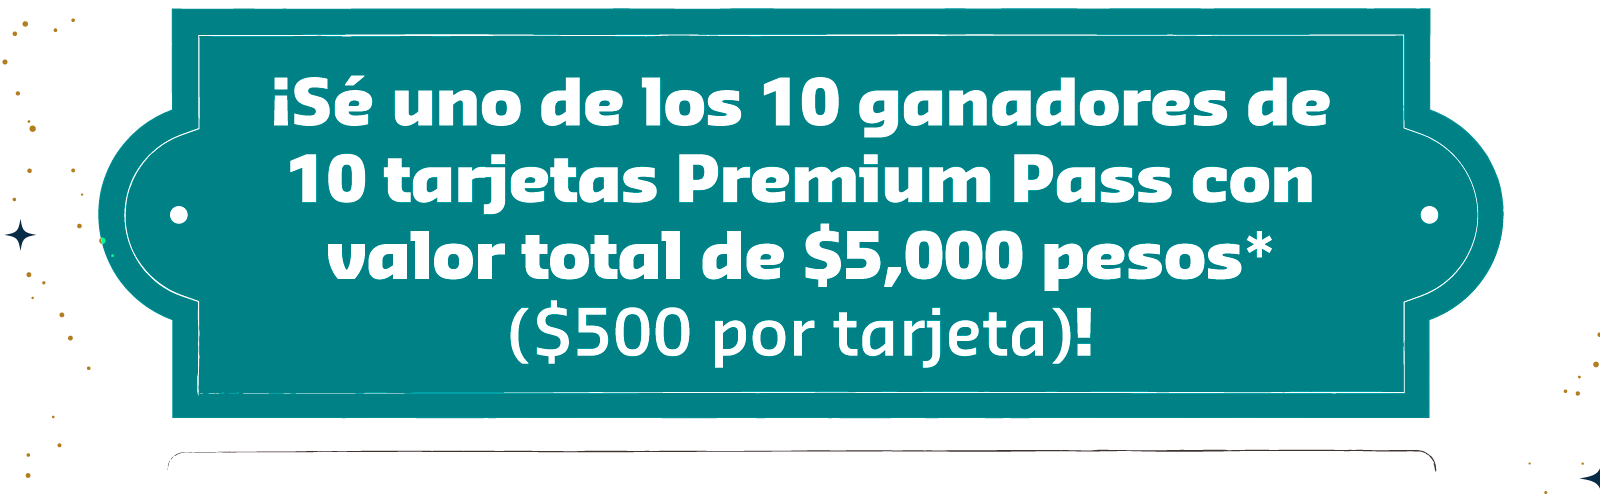 ¡Sé uno de los 10 ganadores de
10 tarjetas Premium Pass con
valor total de $5,000 pesos*
($500 por tarjeta)!